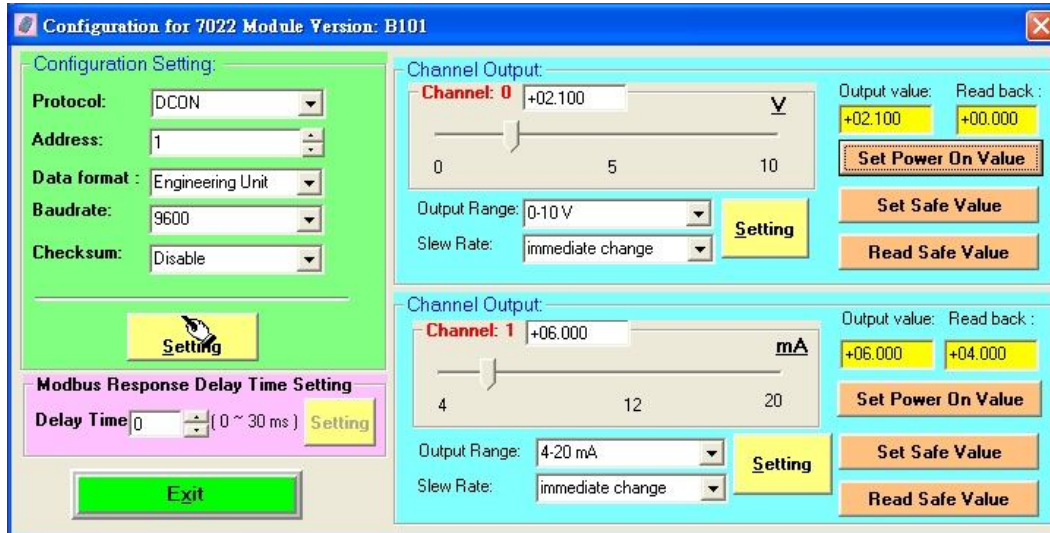 Configuration for 7022 Module Version: B101
Configuration Setting:
Protocol: DCON
Address: 1
Data format : Engineering Unit
Baudrate: 9600
Checksum: Disable
Setting
Modbus Response Delay Time Setting
Delay Time 0 ( 0 ~ 30 ms ) Setting
Exit
Channel Output:
Channel: 0 +02.100 V
0 5 10
Output Range: 0-10 V
Slew Rate: immediate change
Setting
Output value: Read back :
+02.100 +00.000
Set Power On Value
Set Safe Value
Read Safe Value
Channel Output:
Channel: 1 +06.000 mA
4 12 20
Output Range: 4-20 mA
Slew Rate: immediate change
Setting
Output value: Read back :
+06.000 +04.000
Set Power On Value
Set Safe Value
Read Safe Value